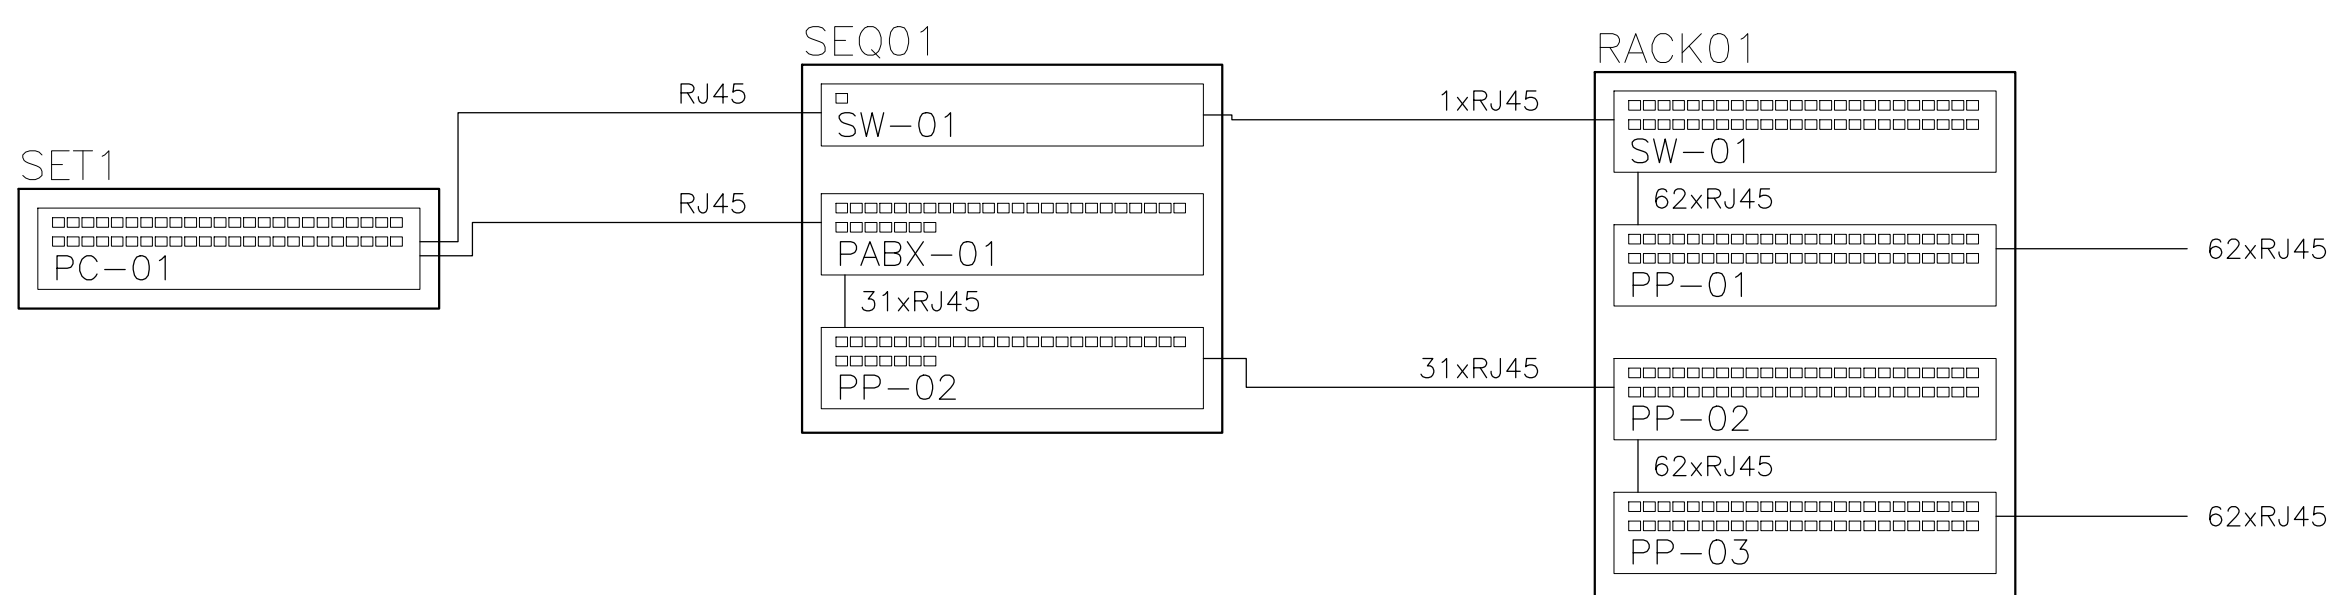 SET1
PC-01
RJ45
RJ45
SEQ01
SW-01
PABX-01
31xRJ45
PP-02
1xRJ45
31xRJ45
RACK01
SW-01
62xRJ45
PP-01
62xRJ45
PP-02
62xRJ45
PP-03
62xRJ45